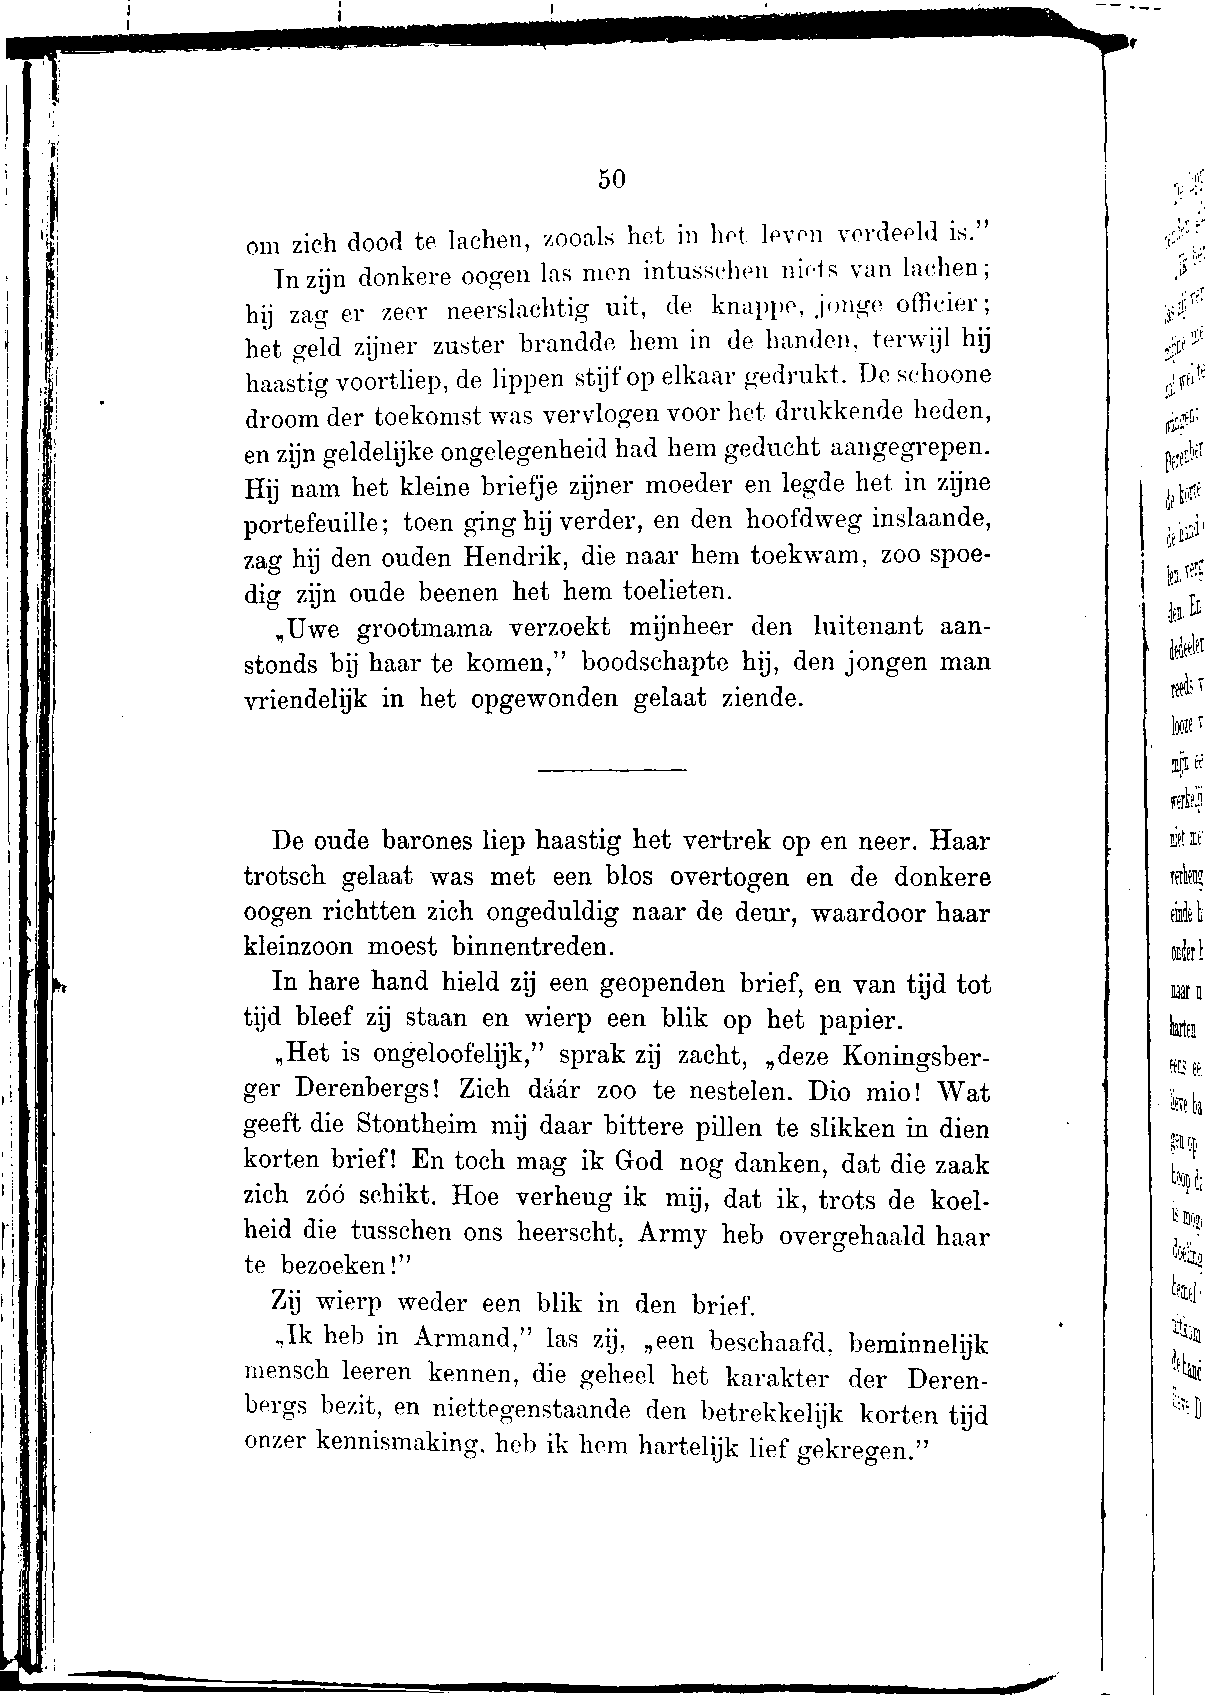 50
om zich dood te lachen, zooals het in het leven verdeeld is.”
In zijn donkere oogen las men intusschen niets van lachen;
hij zag er zeer neerslachtig uit, de knappe, jonge officier;
het geld zijner zuster brandde hem in de handen, terwijl hij
haastig voortliep, de lippen stijf op elkaar gedrukt. De schoone
droom der toekomst was vervlogen voor het drukkende heden,
en zijn geldelijke ongelegenheid had hem geducht aangegrepen.
Hij nam het kleine briefje zijner moeder en legde het in zijne
portefeuille; toen ging hij verder, en den hoofdweg inslaande,
zag hij den ouden Hendrik, die naar hem toekwam, zoo spoe-
dig zijn oude beenen het hem toelieten.
„Uwe grootmama verzoekt mijnheer den luitenant aan-
stonds bij haar te komen,” boodschapte hij, den jongen man
vriendelijk in het opgewonden gelaat ziende.
De oude barones liep haastig het vertrek op en neer. Haar
trotsch gelaat was met een blos overtogen en de donkere
oogen richtten zich ongeduldig naar de deur, waardoor haar
kleinzoon moest binnentreden.
In hare hand hield zij een geopenden brief, en van tijd tot
tijd bleef zij staan en wierp een blik op het papier.
„Het is ongeloofelijk,” sprak zij zacht, „deze Koningsber-
ger Derenbergs! Zich dáár zoo te nestelen. Dio mio! Wat
geeft die Stontheim mij daar bittere pillen te slikken in dien
korten brief! En toch mag ik God nog danken, dat die zaak
zich zóó schikt. Hoe verheug ik mij, dat ik, trots de koel-
heid die tusschen ons heerscht, Army heb overgehaald haar
te bezoeken!”
Zij wierp weder een blik in den brief.
„Ik heb in Armand,” las zij, „een beschaafd, beminnelijk
mensch leeren kennen, die geheel het karakter der Deren-
bergs bezit, en niettegenstaande den betrekkelijk korten tijd
onzer kennismaking, heb ik hem hartelijk lief gekregen.”